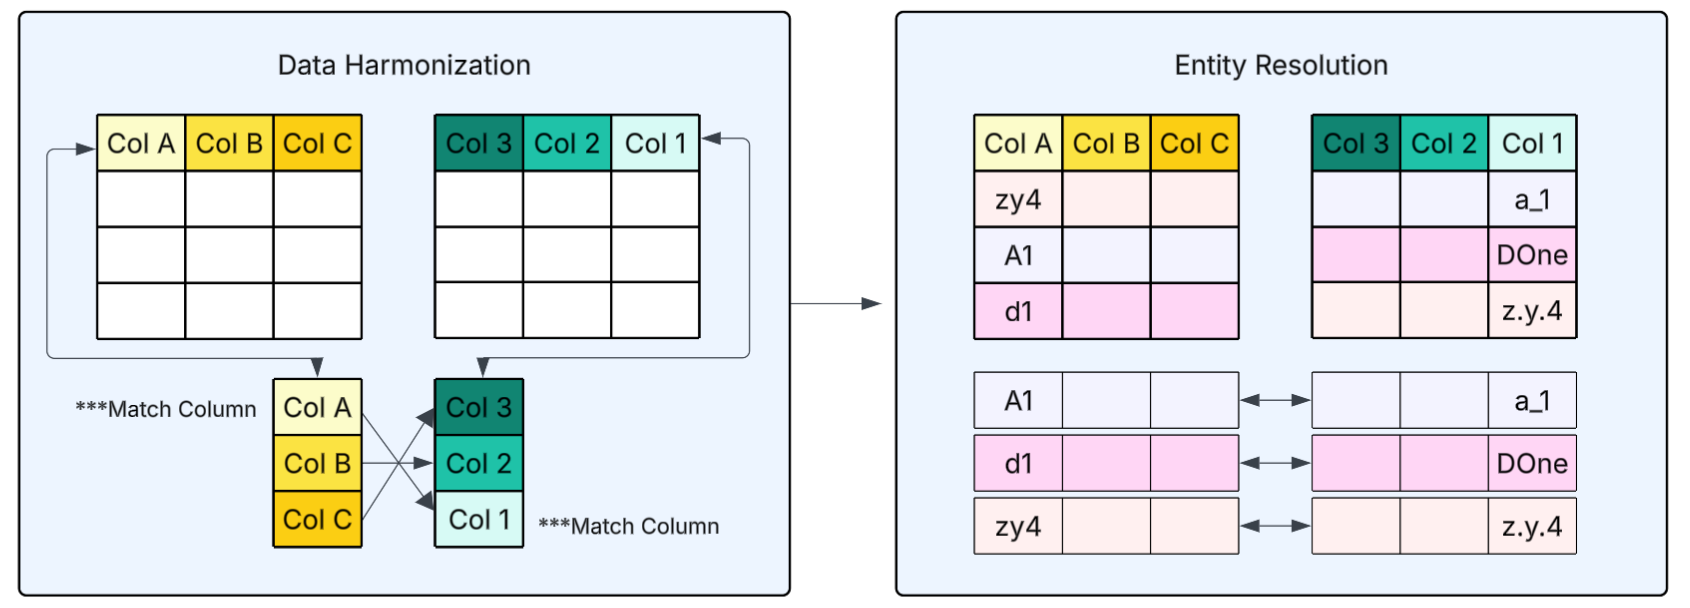 Data Harmonization
Col A Col B Col C
Col 3 Col 2 Col 1
***Match Column
Col A
Col B
Col C
Col 3
Col 2
Col 1
***Match Column
Entity Resolution
Col A Col B Col C
zy4
A1
d1
Col 3 Col 2 Col 1
a_1
DOne
z.y.4
A1 a_1
d1 DOne
zy4 z.y.4